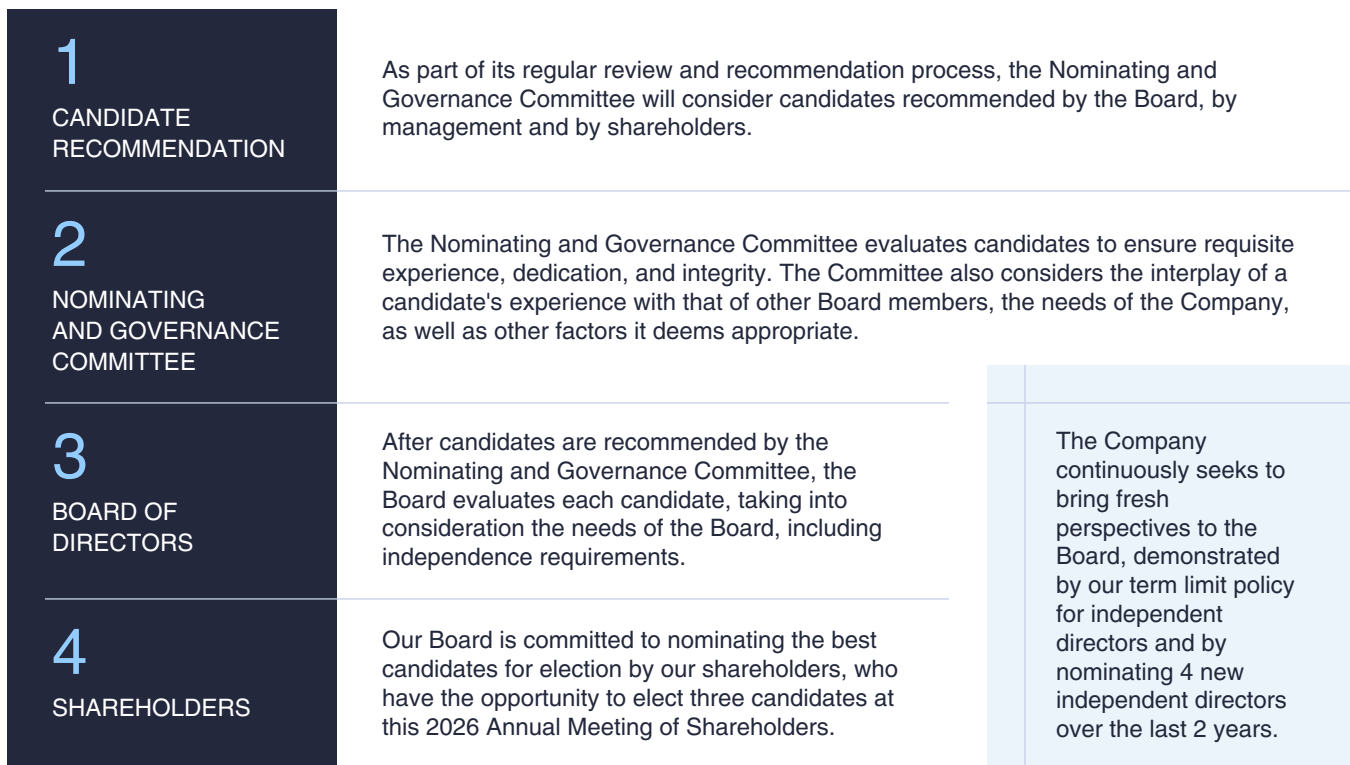 1
CANDIDATE
RECOMMENDATION
As part of its regular review and recommendation process, the Nominating and
Governance Committee will consider candidates recommended by the Board, by
management and by shareholders.
2
NOMINATING
AND GOVERNANCE
COMMITTEE
The Nominating and Governance Committee evaluates candidates to ensure requisite
experience, dedication, and integrity. The Committee also considers the interplay of a
candidate's experience with that of other Board members, the needs of the Company,
as well as other factors it deems appropriate.
3
BOARD OF
DIRECTORS
After candidates are recommended by the
Nominating and Governance Committee, the
Board evaluates each candidate, taking into
consideration the needs of the Board, including
independence requirements.
4
SHAREHOLDERS
Our Board is committed to nominating the best
candidates for election by our shareholders, who
have the opportunity to elect three candidates at
this 2026 Annual Meeting of Shareholders.
The Company
continuously seeks to
bring fresh
perspectives to the
Board, demonstrated
by our term limit policy
for independent
directors and by
nominating 4 new
independent directors
over the last 2 years.